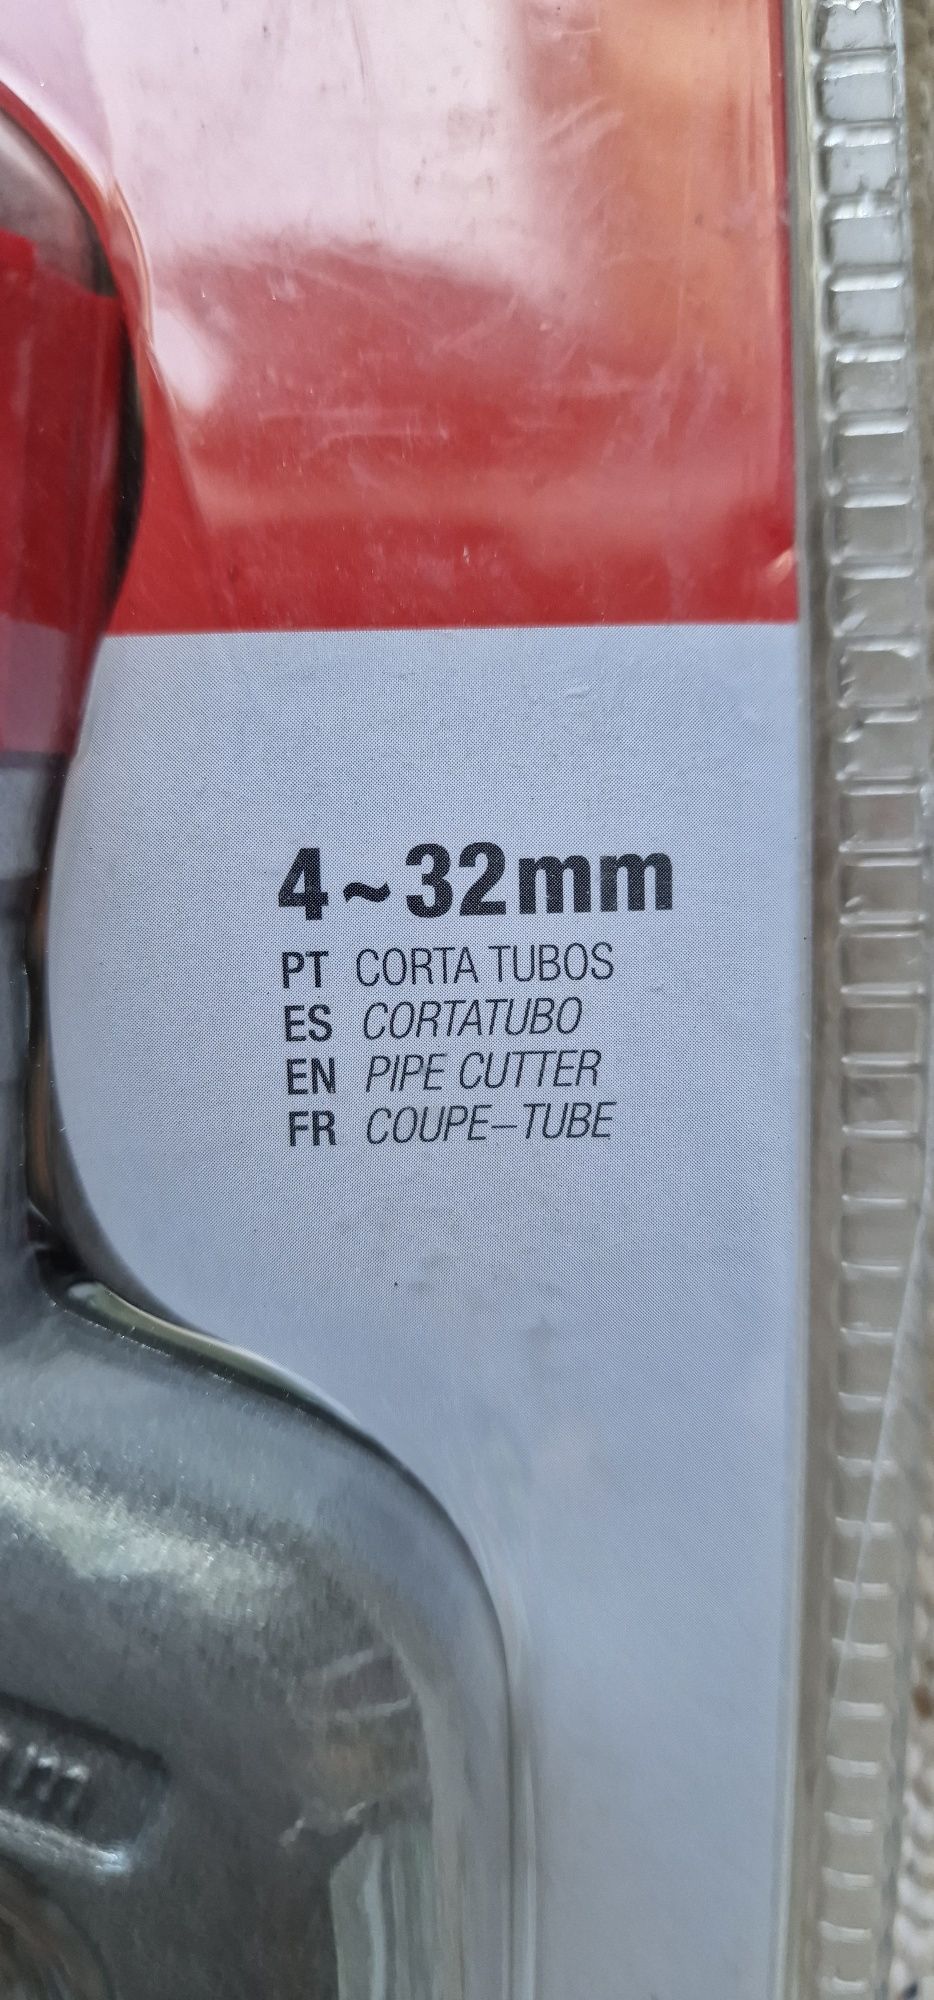 4~32mm
PT CORTA TUBOS
ES CORTATUBO
EN PIPE CUTTER
FR COUPE-TUBE